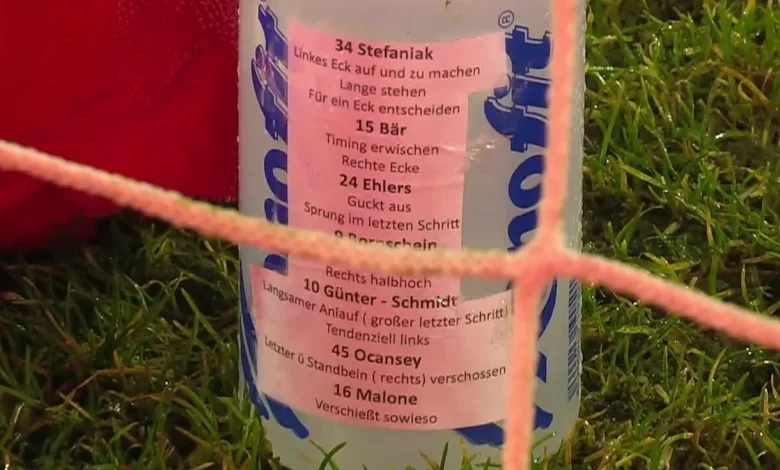 34 Stefaniak
Linkes Eck auf und zu machen
Lange stehen
Für ein Eck entscheiden
15 Bär
Timing erwischen
Rechte Ecke
24 Ehlers
Guckt aus
Sprung im letzten Schritt
9 Bornschein
Rechts halbhoch
10 Günter - Schmidt
Langsamer Anlauf ( großer letzter Schritt)
Tendenziell links
45 Ocansey
Letzter ü Standbein ( rechts) verschossen
16 Malone
Verschießt sowieso
®